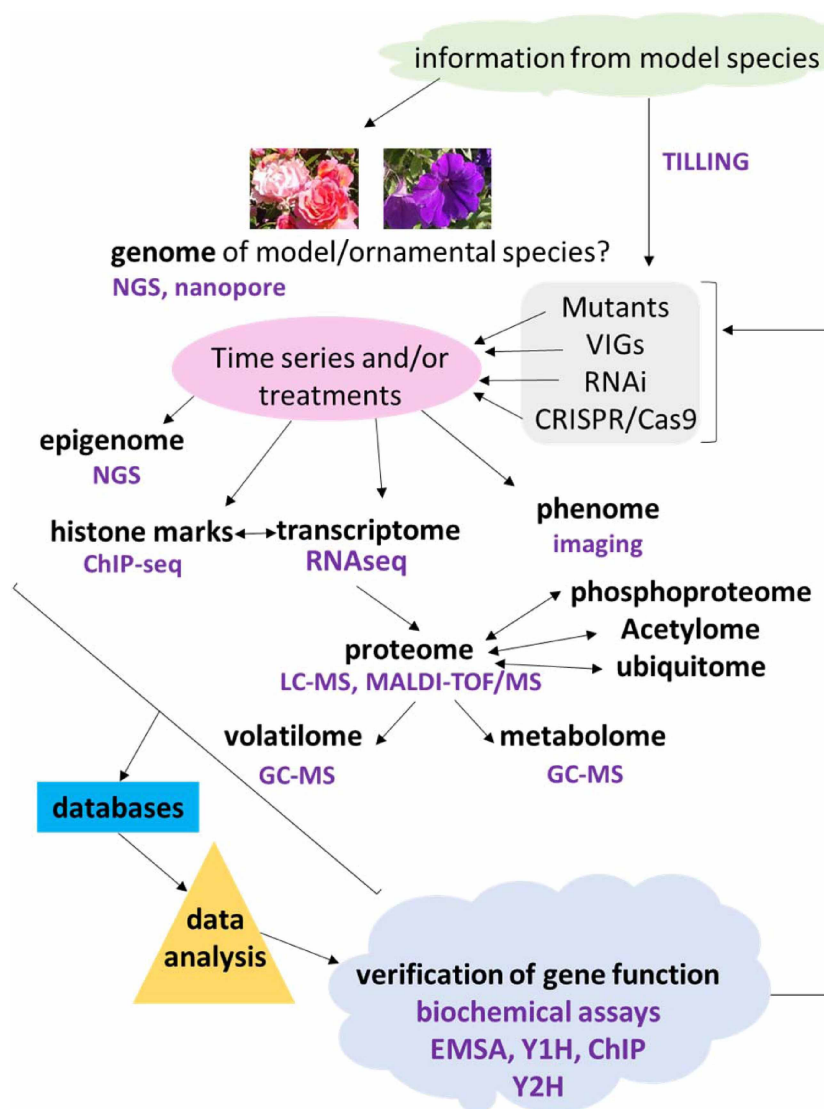 information from model species
TILLING
genome of model/ornamental species?
NGS, nanopore
Mutants
VIGs
RNAi
CRISPR/Cas9
Time series and/or
treatments
epigenome
NGS
histone marks
ChIP-seq
transcriptome
RNAseq
phenome
imaging
phosphoproteome
Acetylome
ubiquitome
proteome
LC-MS, MALDI-TOF/MS
volatilome
GC-MS
metabolome
GC-MS
databases
data
analysis
verification of gene function
biochemical assays
EMSA, Y1H, ChIP
Y2H